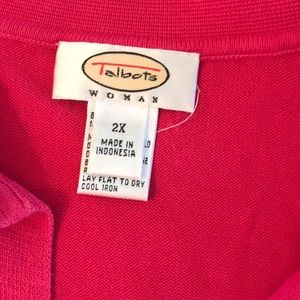 Talbots
WOMAN
2X
MADE IN
INDONESIA
LAY FLAT TO DRY
COOL IRON